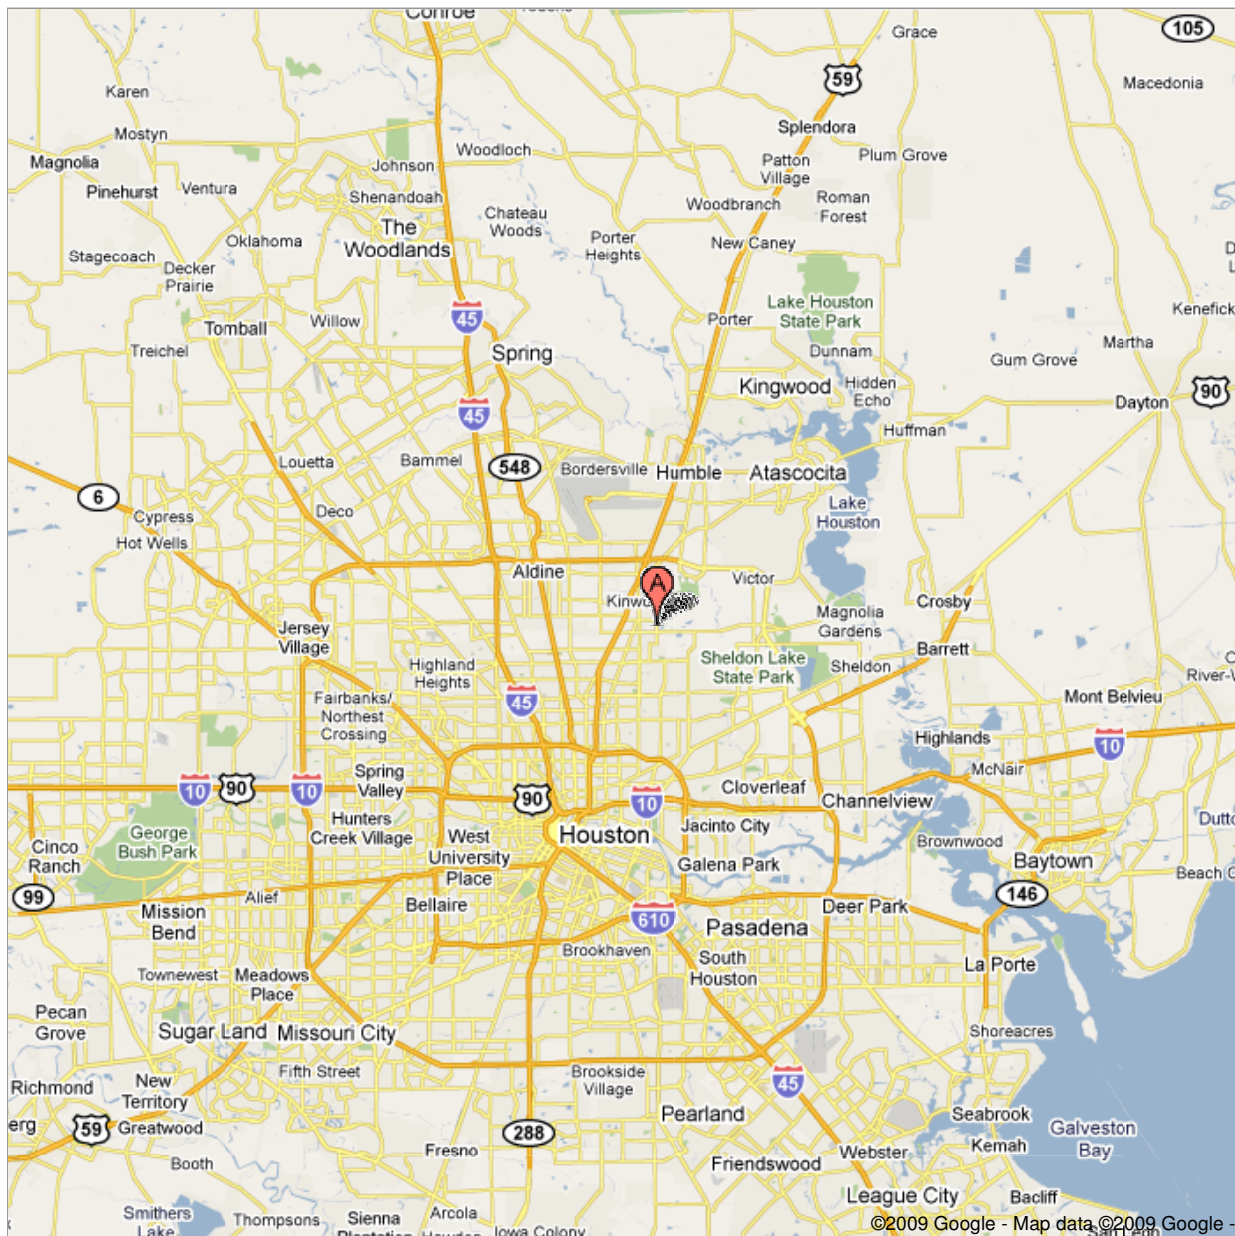 Conroe
Grace
105
59
Karen
Macedonia
Mostyn
Splendora
Magnolia
Johnson
Woodloch
Patton
Village
Plum Grove
Pinehurst
Ventura
Shenandoah
Woodbranch
Roman
Forest
The
Woodlands
Chateau
Woods
Oklahoma
Porter
Heights
New Caney
Stagecoach
Decker
Prairie
Lake Houston
State Park
Kenefick
45
Tomball
Willow
Porter
Martha
Treichel
Spring
Dunnam
Gum Grove
Kingwood
Hidden
Echo
90
Dayton
45
Huffman
Louetta
Bammel
548
Bordersville
Humble
Atascocita
6
Cypress
Deco
Lake
Houston
Hot Wells
Aldine
Victor
A
Crosby
Magnolia
Gardens
Jersey
Village
Barrett
Highland
Heights
Sheldon Lake
State Park
Sheldon
River-
Fairbanks/
Northest
Crossing
45
Mont Belvieu
Highlands
10
McNair
Spring
Valley
10
90
10
90
10
Cloverleaf
Channelview
Hunters
Creek Village
George
Bush Park
West
University
Place
Houston
Jacinto City
Brownwood
Cinco
Ranch
Galena Park
Baytown
Beach
99
Alief
Bellaire
146
Mission
Bend
610
Deer Park
Pasadena
Brookhaven
South
Houston
La Porte
Townewest
Meadows
Place
Pecan
Grove
Sugar Land
Missouri City
Shoreacres
Fifth Street
Brookside
Village
45
Richmond
New
Territory
Pearland
Seabrook
erg
59
Greatwood
288
Galveston
Bay
Kemah
Fresno
Webster
Booth
Friendswood
League City
Bacliff
Smithers
Lake
Thompsons
Sienna
Plantation
Arcola
Iowa Colony
©2009 Google - Map data ©2009 Google -